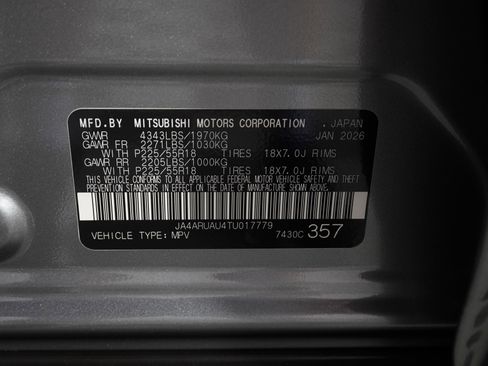 MFD.BY MITSUBISHI MOTORS CORPORATION . JAPAN
GVWR 4343LBS/1970KG JAN 2026
GAWR FR 2271LBS/1030KG
WITH P225/55R18 TIRES 18X7.0J RIMS
GAWR RR 2205LBS/1000KG
WITH P225/55R18 TIRES 18X7.0J RIMS
THIS VEHICLE CONFORMS TO ALL APPLICABLE FEDERAL MOTOR VEHICLE SAFETY AND
THEFT PREVENTION STANDARDS IN EFFECT ON THE DATE OF MANUFACTURE SHOWN ABOVE.
JA4ARUAU4TU017779
VEHICLE TYPE: MPV 7430C 357